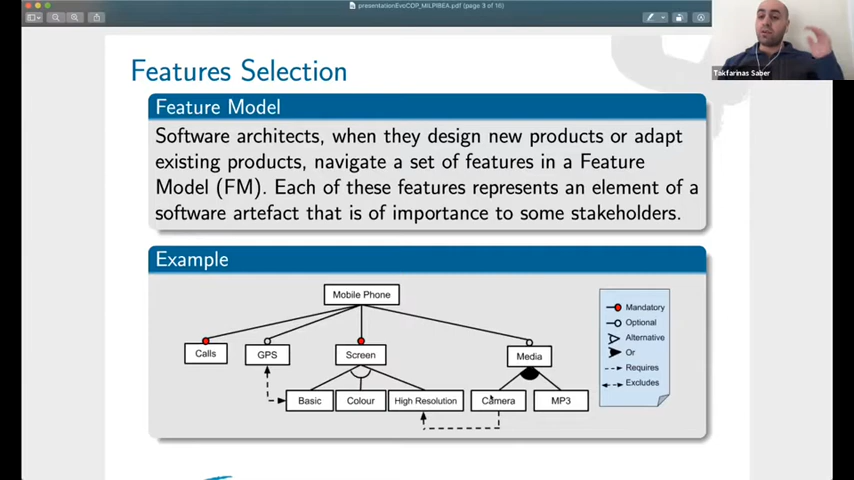 presentationEvoCOP_MILPIBEA.pdf (page 3 of 16)
Takfarinas Saber
Features Selection
Feature Model
Software architects, when they design new products or adapt
existing products, navigate a set of features in a Feature
Model (FM). Each of these features represents an element of a
software artefact that is of importance to some stakeholders.
Example
Mobile Phone
Calls
GPS
Screen
Media
Basic
Colour
High Resolution
Camera
MP3
Mandatory
Optional
Alternative
Or
Requires
Excludes